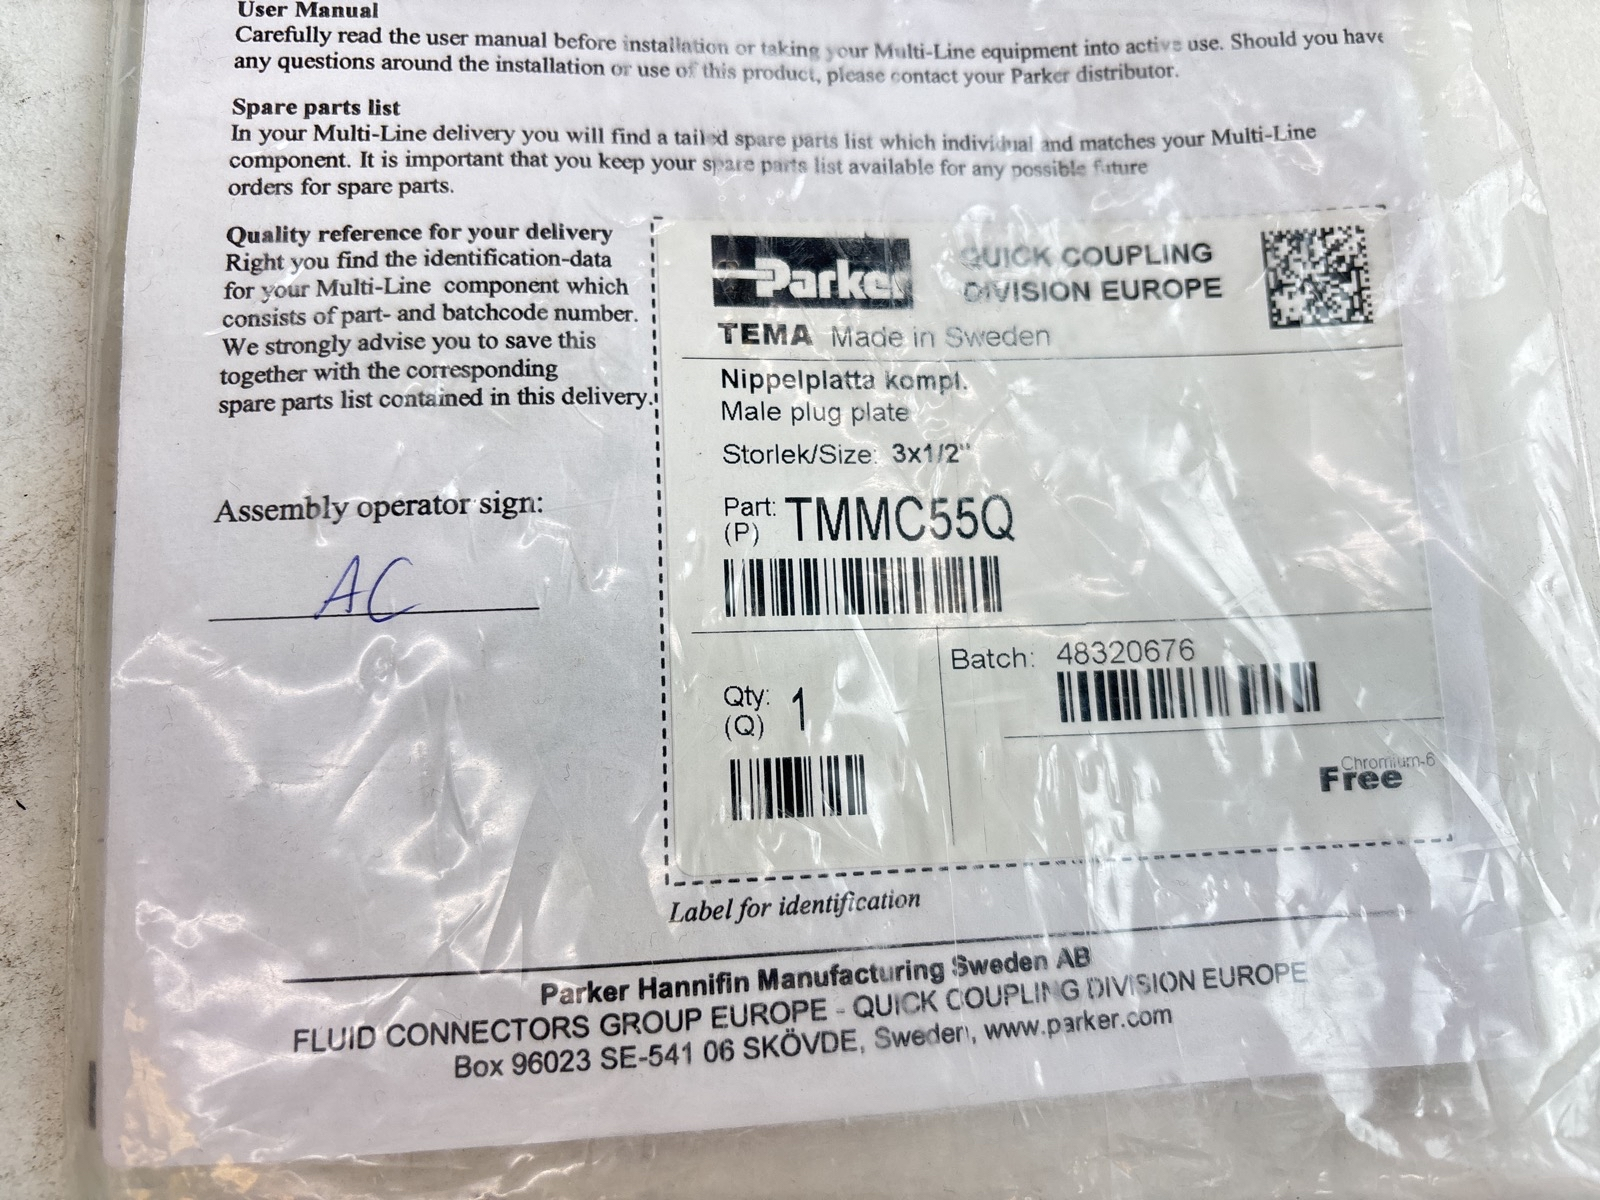 User Manual
Carefully read the user manual before installation or taking your Multi-Line equipment into active use. Should you have
any questions around the installation or use of this product, please contact your Parker distributor.
Spare parts list
In your Multi-Line delivery you will find a tailed spare parts list which individual and matches your Multi-Line
component. It is important that you keep your spare parts list available for any possible future
orders for spare parts.
Quality reference for your delivery
Right you find the identification-data
for your Multi-Line component which
consists of part- and batchcode number.
We strongly advise you to save this
together with the corresponding
spare parts list contained in this delivery.
Assembly operator sign:
AC
Parker
QUICK COUPLING
DIVISION EUROPE
TEMA Made in Sweden
Nippelplatta kompl.
Male plug plate
Storlek/Size: 3x1/2"
Part: TMMC55Q
(P)
Batch: 48320676
Qty: 1
(Q)
Chromium-6
Free
Label for identification
Parker Hannifin Manufacturing Sweden AB
FLUID CONNECTORS GROUP EUROPE - QUICK COUPLING DIVISION EUROPE
Box 96023 SE-541 06 SKÖVDE, Sweden, www.parker.com